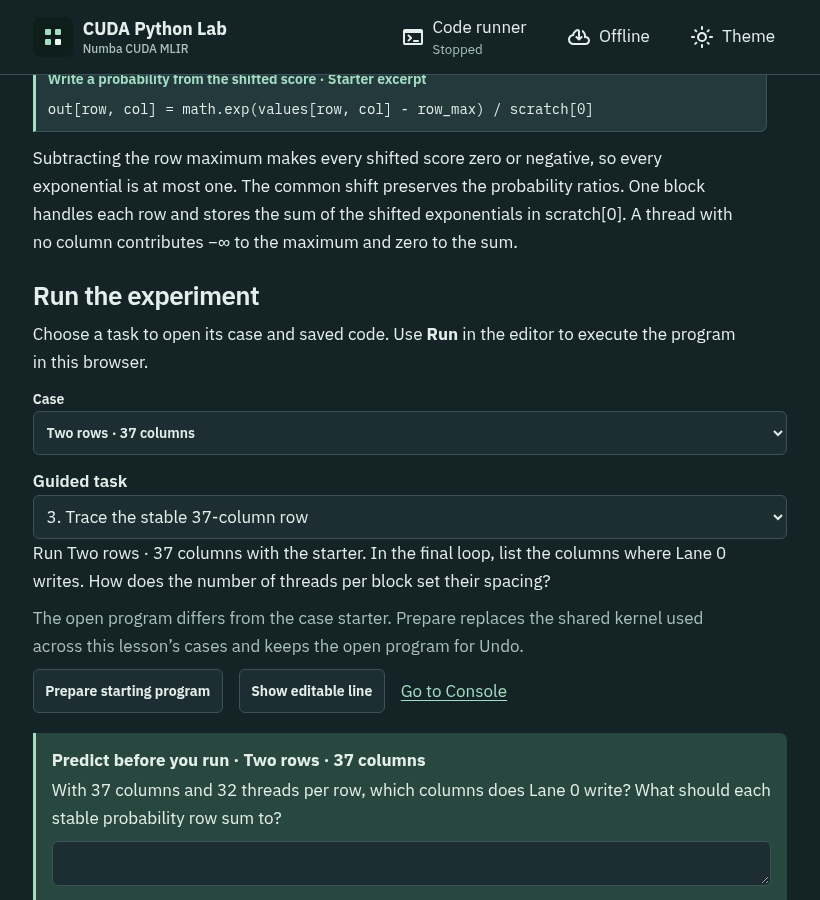 CUDA Python Lab
Numba CUDA MLIR
Code runner
Stopped
Offline
Theme
Write a probability from the shifted score · Starter excerpt
out[row, col] = math.exp(values[row, col] - row_max) / scratch[0]
Subtracting the row maximum makes every shifted score zero or negative, so every
exponential is at most one. The common shift preserves the probability ratios. One block
handles each row and stores the sum of the shifted exponentials in scratch[0]. A thread with
no column contributes −∞ to the maximum and zero to the sum.
Run the experiment
Choose a task to open its case and saved code. Use Run in the editor to execute the program
in this browser.
Case
Two rows · 37 columns
Guided task
3. Trace the stable 37-column row
Run Two rows · 37 columns with the starter. In the final loop, list the columns where Lane 0
writes. How does the number of threads per block set their spacing?
The open program differs from the case starter. Prepare replaces the shared kernel used
across this lesson’s cases and keeps the open program for Undo.
Prepare starting program
Show editable line
Go to Console
Predict before you run · Two rows · 37 columns
With 37 columns and 32 threads per row, which columns does Lane 0 write? What should each
stable probability row sum to?